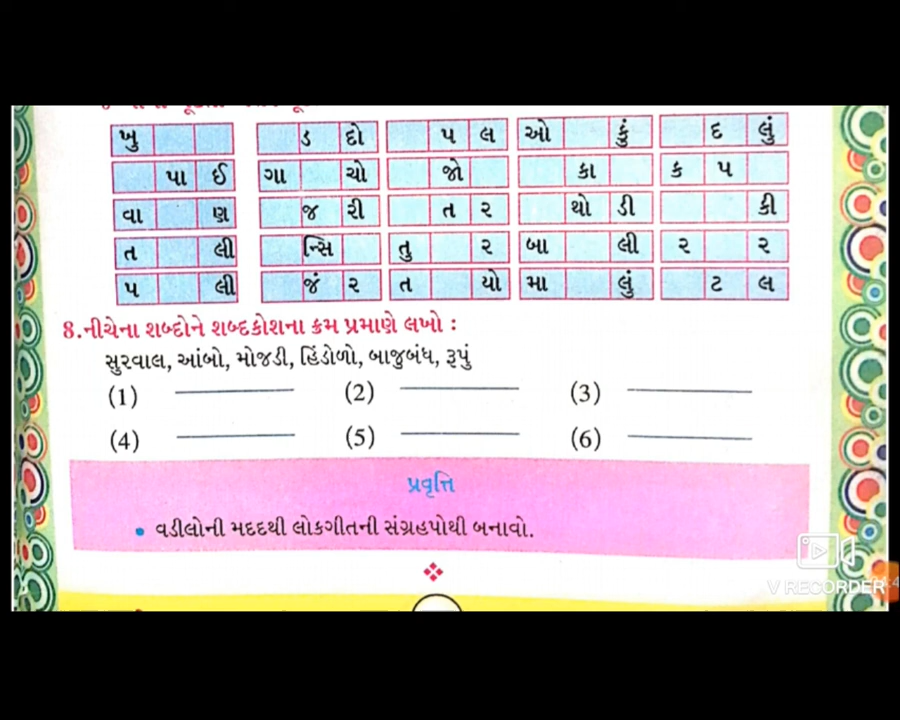 ખુ ડ દો પ લ ઓ કું દ લું
પા ઈ ગા ચો જો કા ક પ
વા ણ જ રી ત ર થો ડી કી
ત લી ન્સિ તુ ર બા લી ર ર
પ લી જં ર ત યો મા લું ટ લ
8.નીચેના શબ્દોને શબ્દકોશના ક્રમ પ્રમાણે લખો :
સુરવાલ, આંબો, મોજડી, હિંડોળો, બાજુબંધ, રૂપું
(1) (2) (3)
(4) (5) (6)
પ્રવૃત્તિ
• વડીલોની મદદથી લોકગીતની સંગ્રહપોથી બનાવો.
V RECORDER